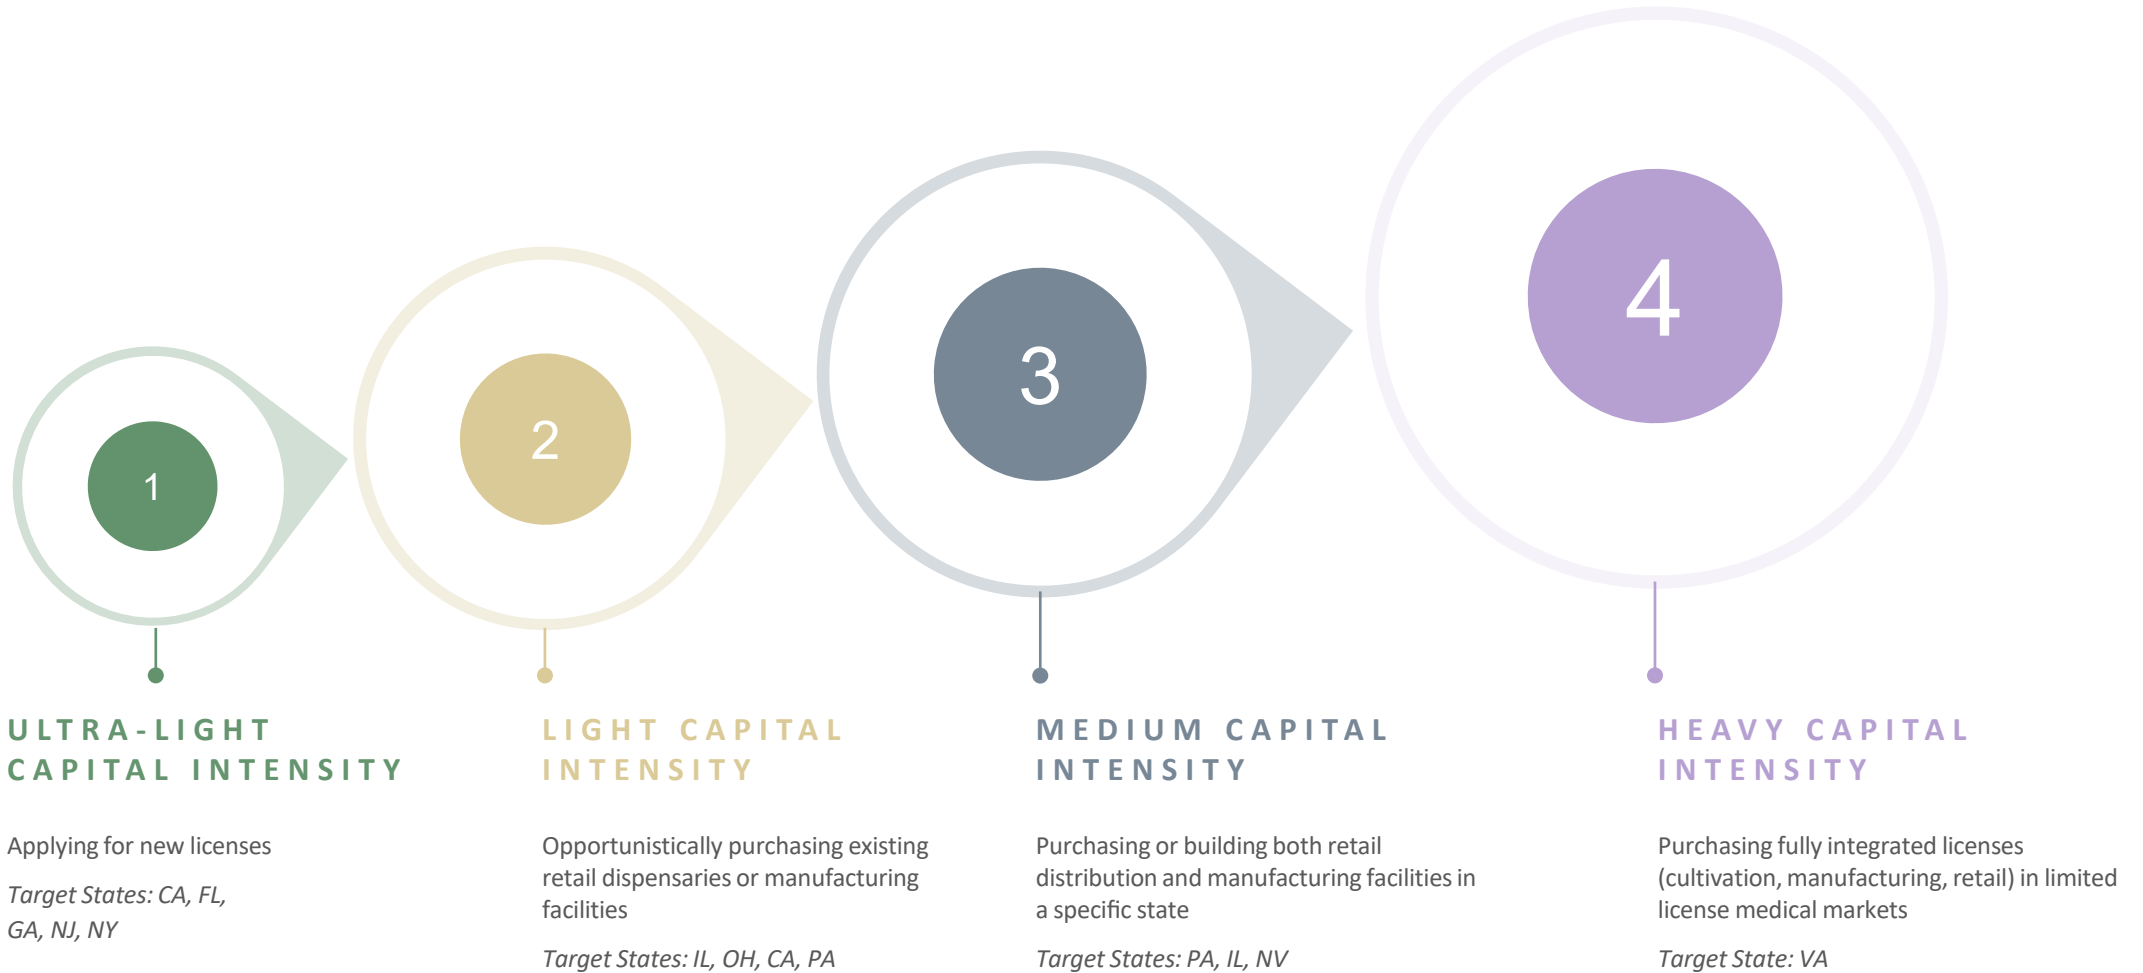 1
2
3
4
ULTRA-LIGHT
CAPITAL INTENSITY
Applying for new licenses
Target States: CA, FL,
GA, NJ, NY
LIGHT CAPITAL
INTENSITY
Opportunistically purchasing existing
retail dispensaries or manufacturing
facilities
Target States: IL, OH, CA, PA
MEDIUM CAPITAL
INTENSITY
Purchasing or building both retail
distribution and manufacturing facilities in
a specific state
Target States: PA, IL, NV
HEAVY CAPITAL
INTENSITY
Purchasing fully integrated licenses
(cultivation, manufacturing, retail) in limited
license medical markets
Target State: VA